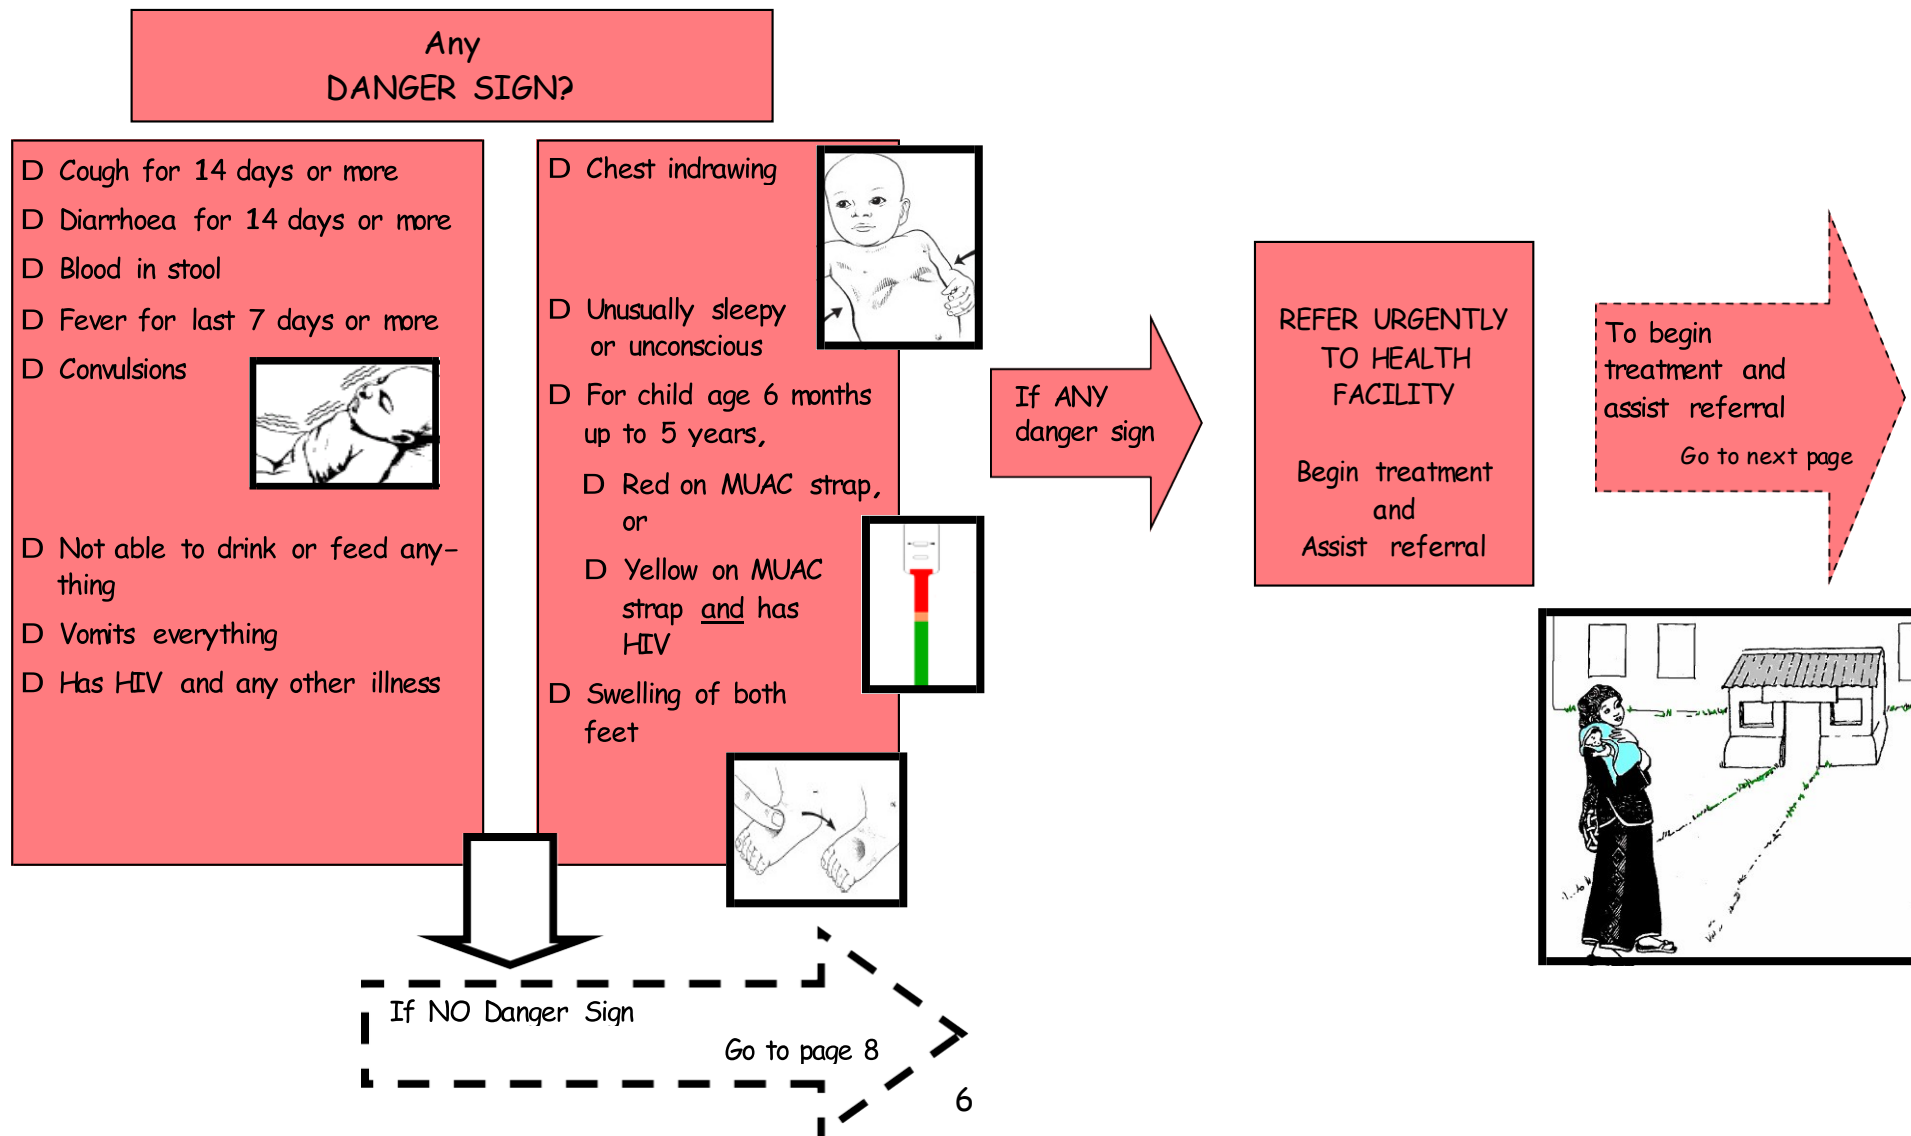 Any
DANGER SIGN?
D Cough for 14 days or more
D Diarrhoea for 14 days or more
D Blood in stool
D Fever for last 7 days or more
D Convulsions
D Not able to drink or feed any-
thing
D Vomits everything
D Has HIV and any other illness
D Chest indrawing
D Unusually sleepy
or unconscious
D For child age 6 months
up to 5 years,
D Red on MUAC strap,
or
D Yellow on MUAC
strap and has
HIV
D Swelling of both
feet
If ANY
danger sign
REFER URGENTLY
TO HEALTH
FACILITY
Begin treatment
and
Assist referral
To begin
treatment and
assist referral
Go to next page
If NO Danger Sign
Go to page 8
6